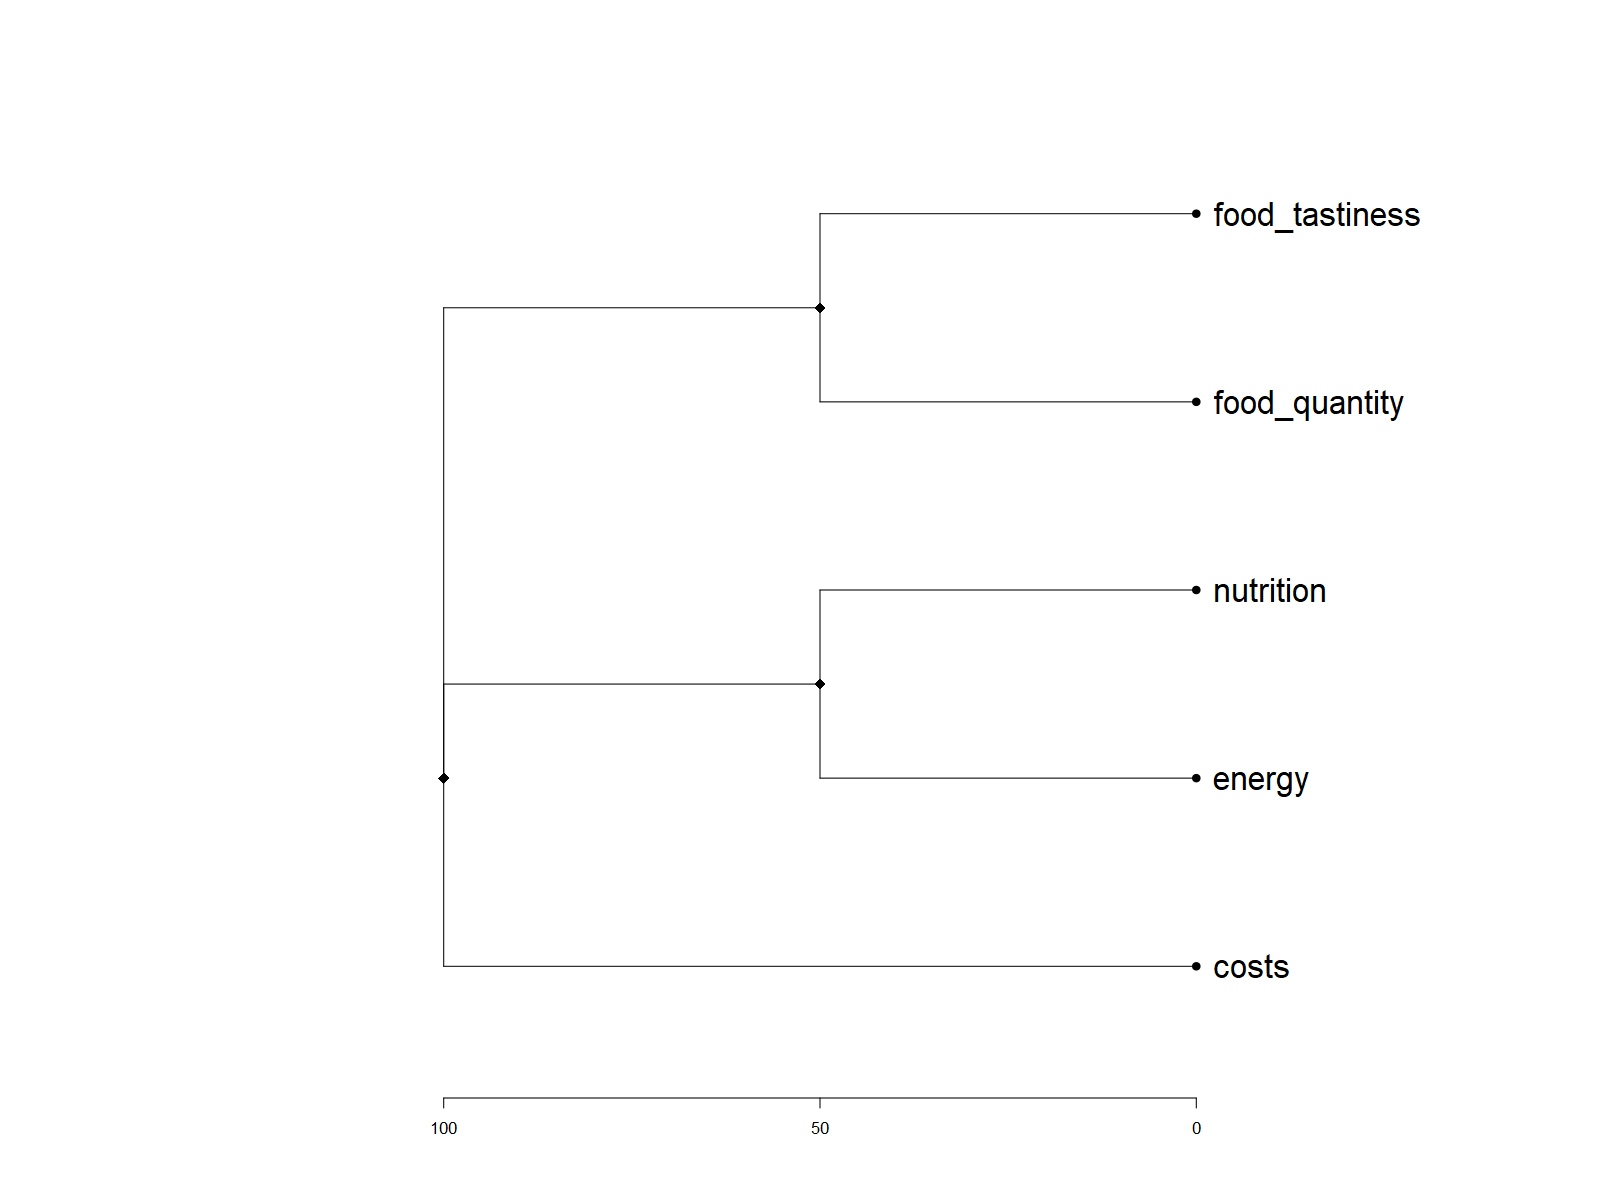 food_tastiness
food_quantity
nutrition
energy
costs
100 50 0